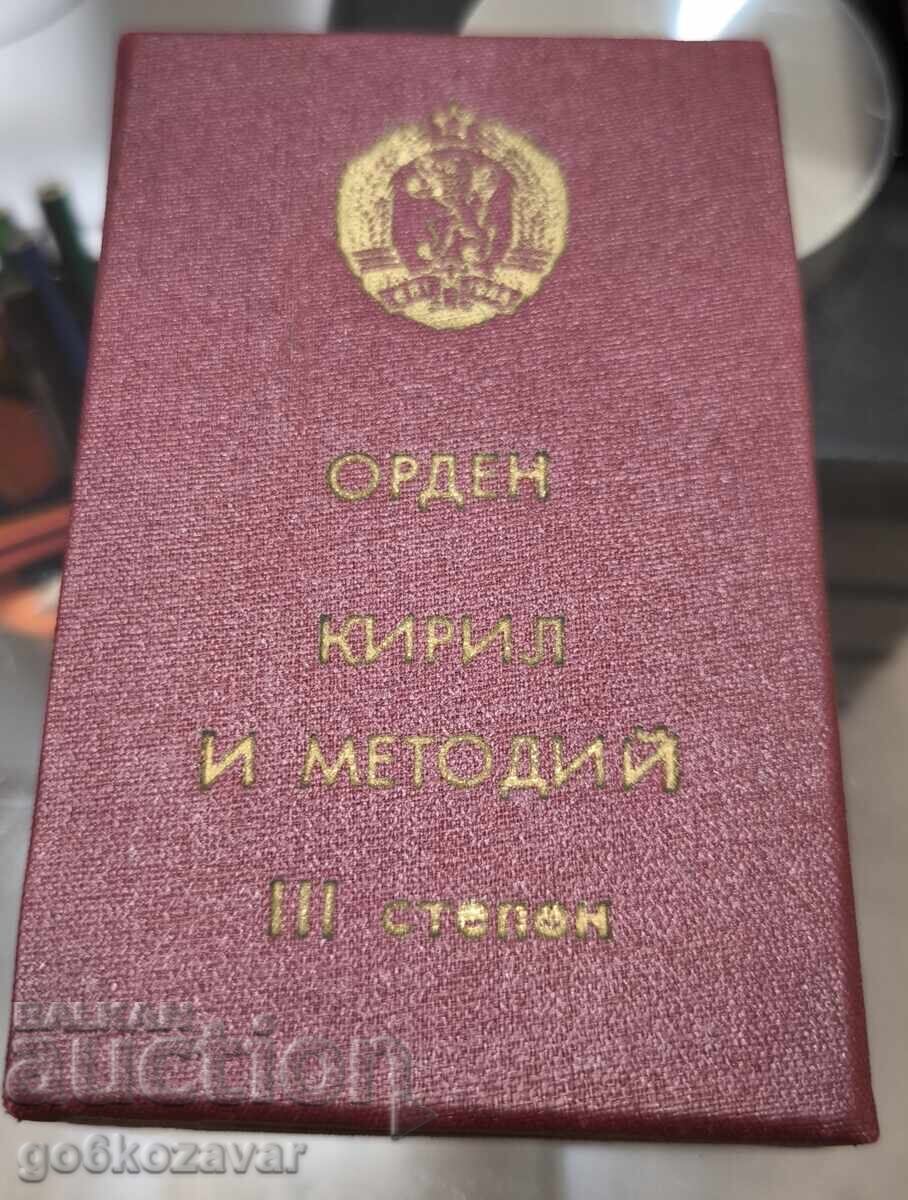 ОРДЕН
КИРИЛ
И МЕТОДИЙ
III степен
BALKAN
auction
go6kozavar